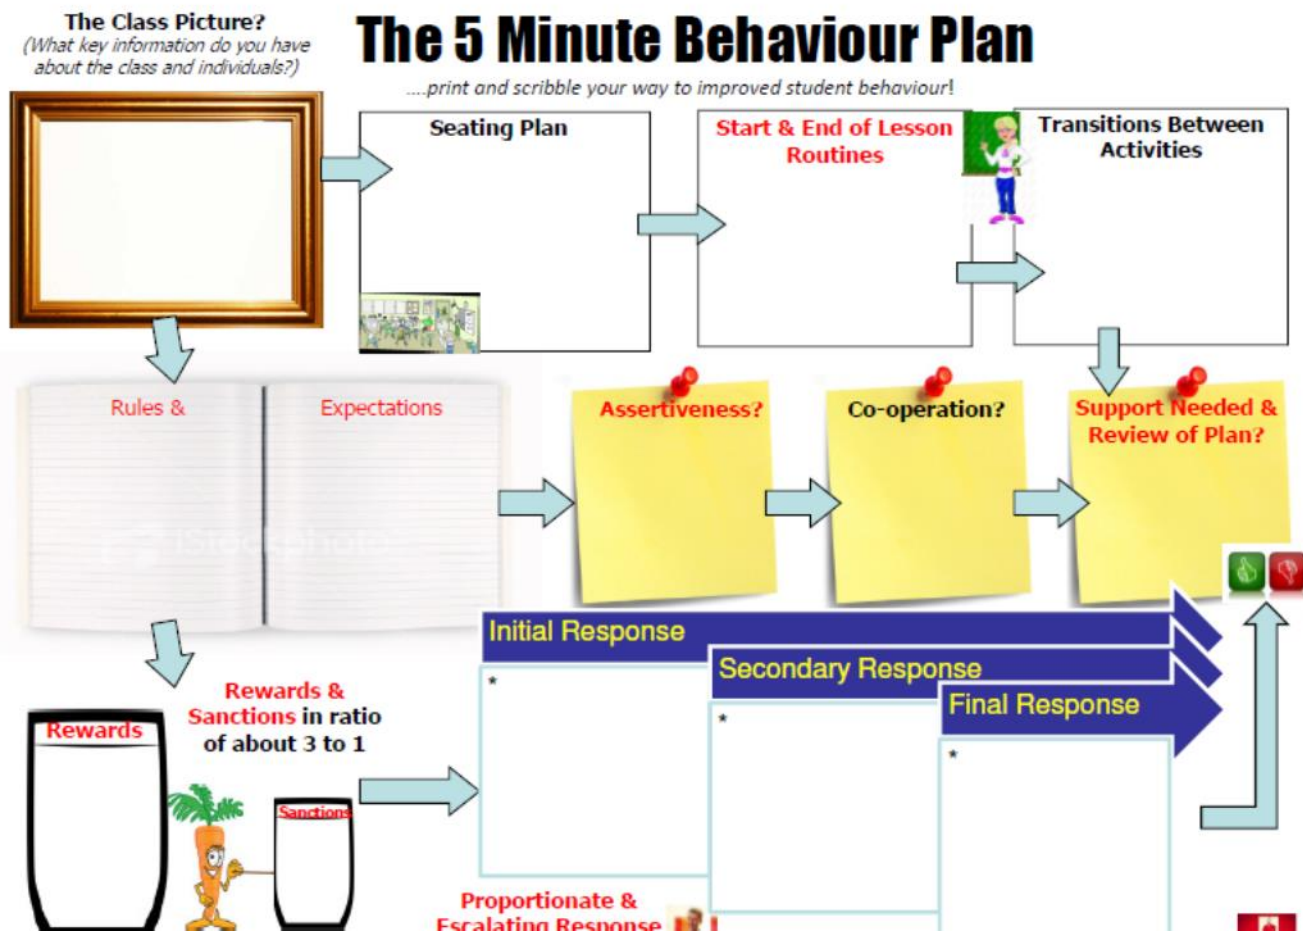 The Class Picture?
(What key information do you have
about the class and individuals?)
The 5 Minute Behaviour Plan
....print and scribble your way to improved student behaviour!
Seating Plan
Start & End of Lesson
Routines
Transitions Between
Activities
Rules &
Expectations
Assertiveness?
Co-operation?
Support Needed &
Review of Plan?
iStockphoto
Initial Response
*
Secondary Response
*
Final Response
*
Rewards &
Sanctions in ratio
of about 3 to 1
Rewards
Sanctions
Proportionate &
Escalating Response